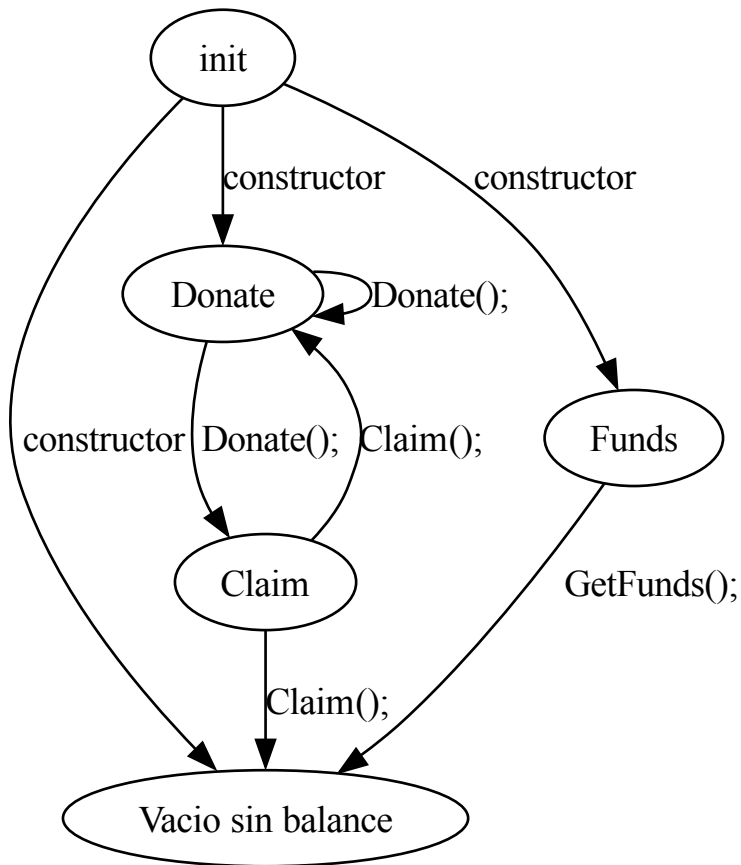 init
constructor
constructor
Donate
Donate();
constructor
Donate();
Claim();
Funds
Claim
GetFunds();
Claim();
Vacio sin balance